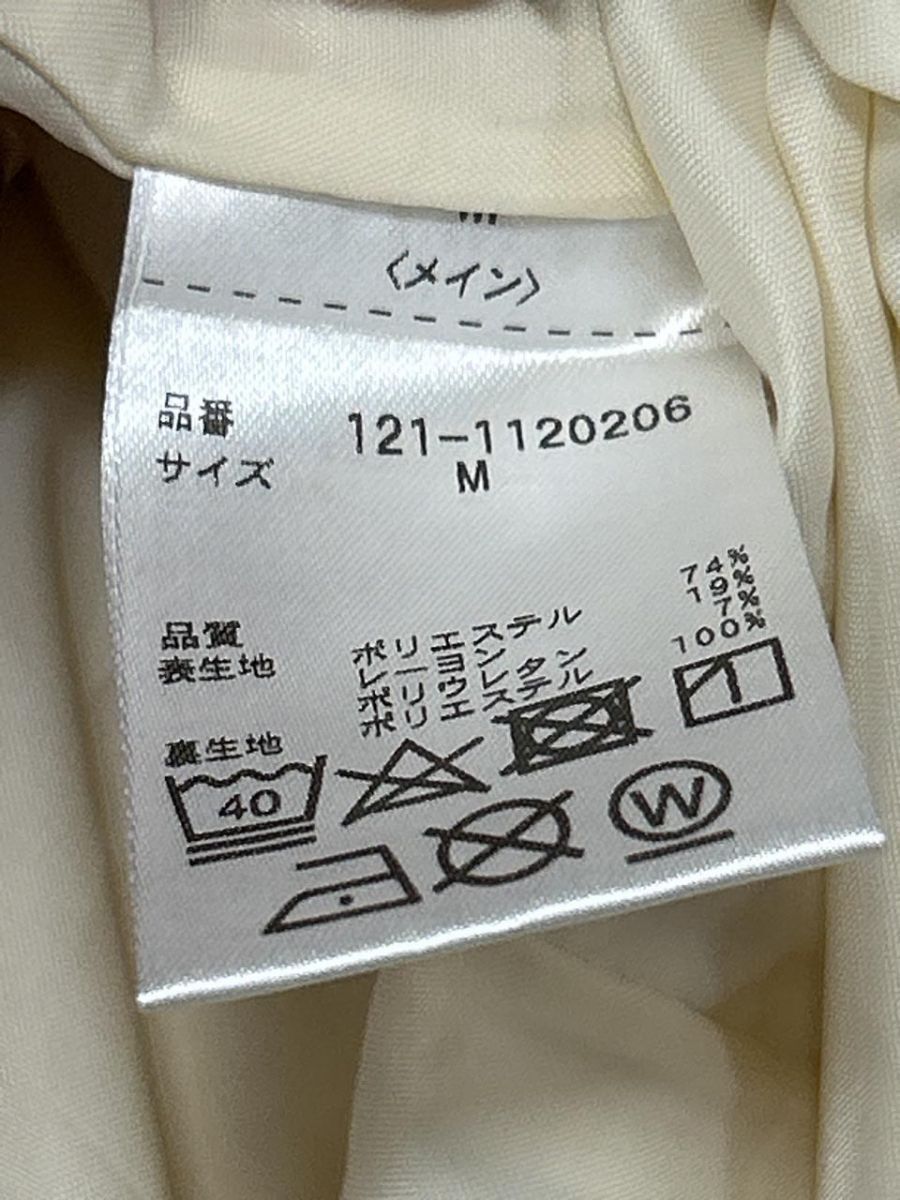 〈メイン〉
品番 121-1120206
サイズ M
品質
表生地 ポリエステル 74%
レーヨン 19%
ポリウレタン 7%
裏生地 ポリエステル 100%
40
W